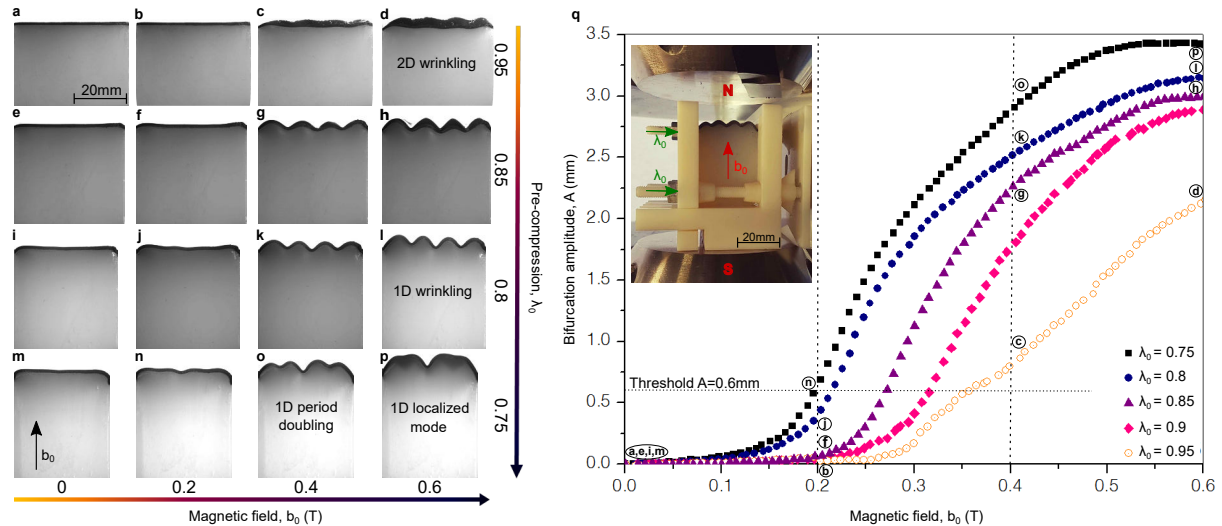 a
b
c
d
20mm
2D wrinkling
0.95
e
f
g
h
0.85
i
j
k
l
1D wrinkling
0.8
m
n
o
p
b₀
1D period
doubling
1D localized
mode
0.75
Pre-compression, λ₀
0
0.2
0.4
0.6
Magnetic field, b₀ (T)
q
Bifurcation amplitude, A (mm)
3.5
3.0
2.5
2.0
1.5
1.0
0.5
0.0
0.0
0.1
0.2
0.3
0.4
0.5
0.6
Magnetic field, b₀ (T)
N
λ₀
λ₀
b₀
20mm
S
Threshold A=0.6mm
a,e,i,m
n
j
f
b
o
k
g
c
p
l
h
d
λ₀ = 0.75
λ₀ = 0.8
λ₀ = 0.85
λ₀ = 0.9
λ₀ = 0.95